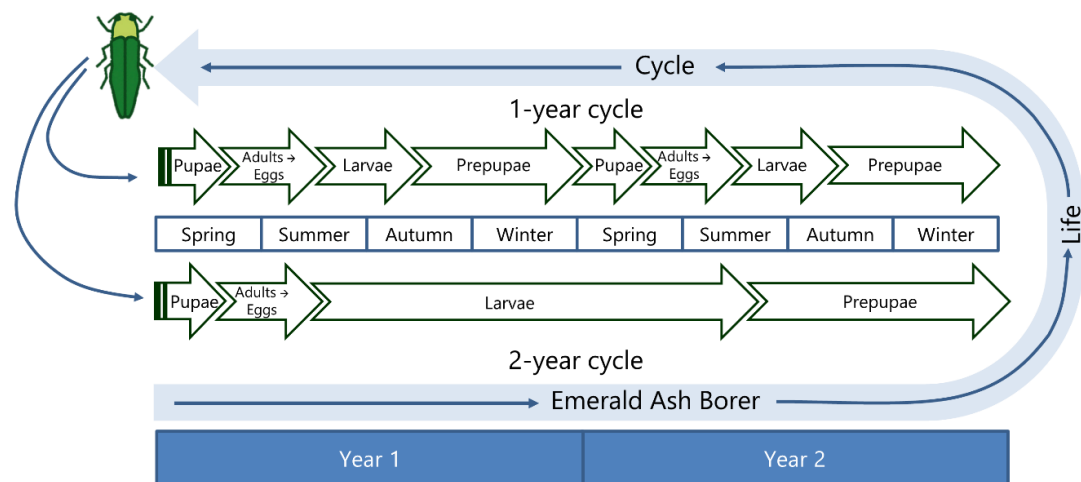 Cycle
1-year cycle
Pupae
Adults →
Eggs
Larvae
Prepupae
Pupae
Adults →
Eggs
Larvae
Prepupae
Spring
Summer
Autumn
Winter
Spring
Summer
Autumn
Winter
Life
Pupae
Adults →
Eggs
Larvae
Prepupae
2-year cycle
Emerald Ash Borer
Year 1
Year 2